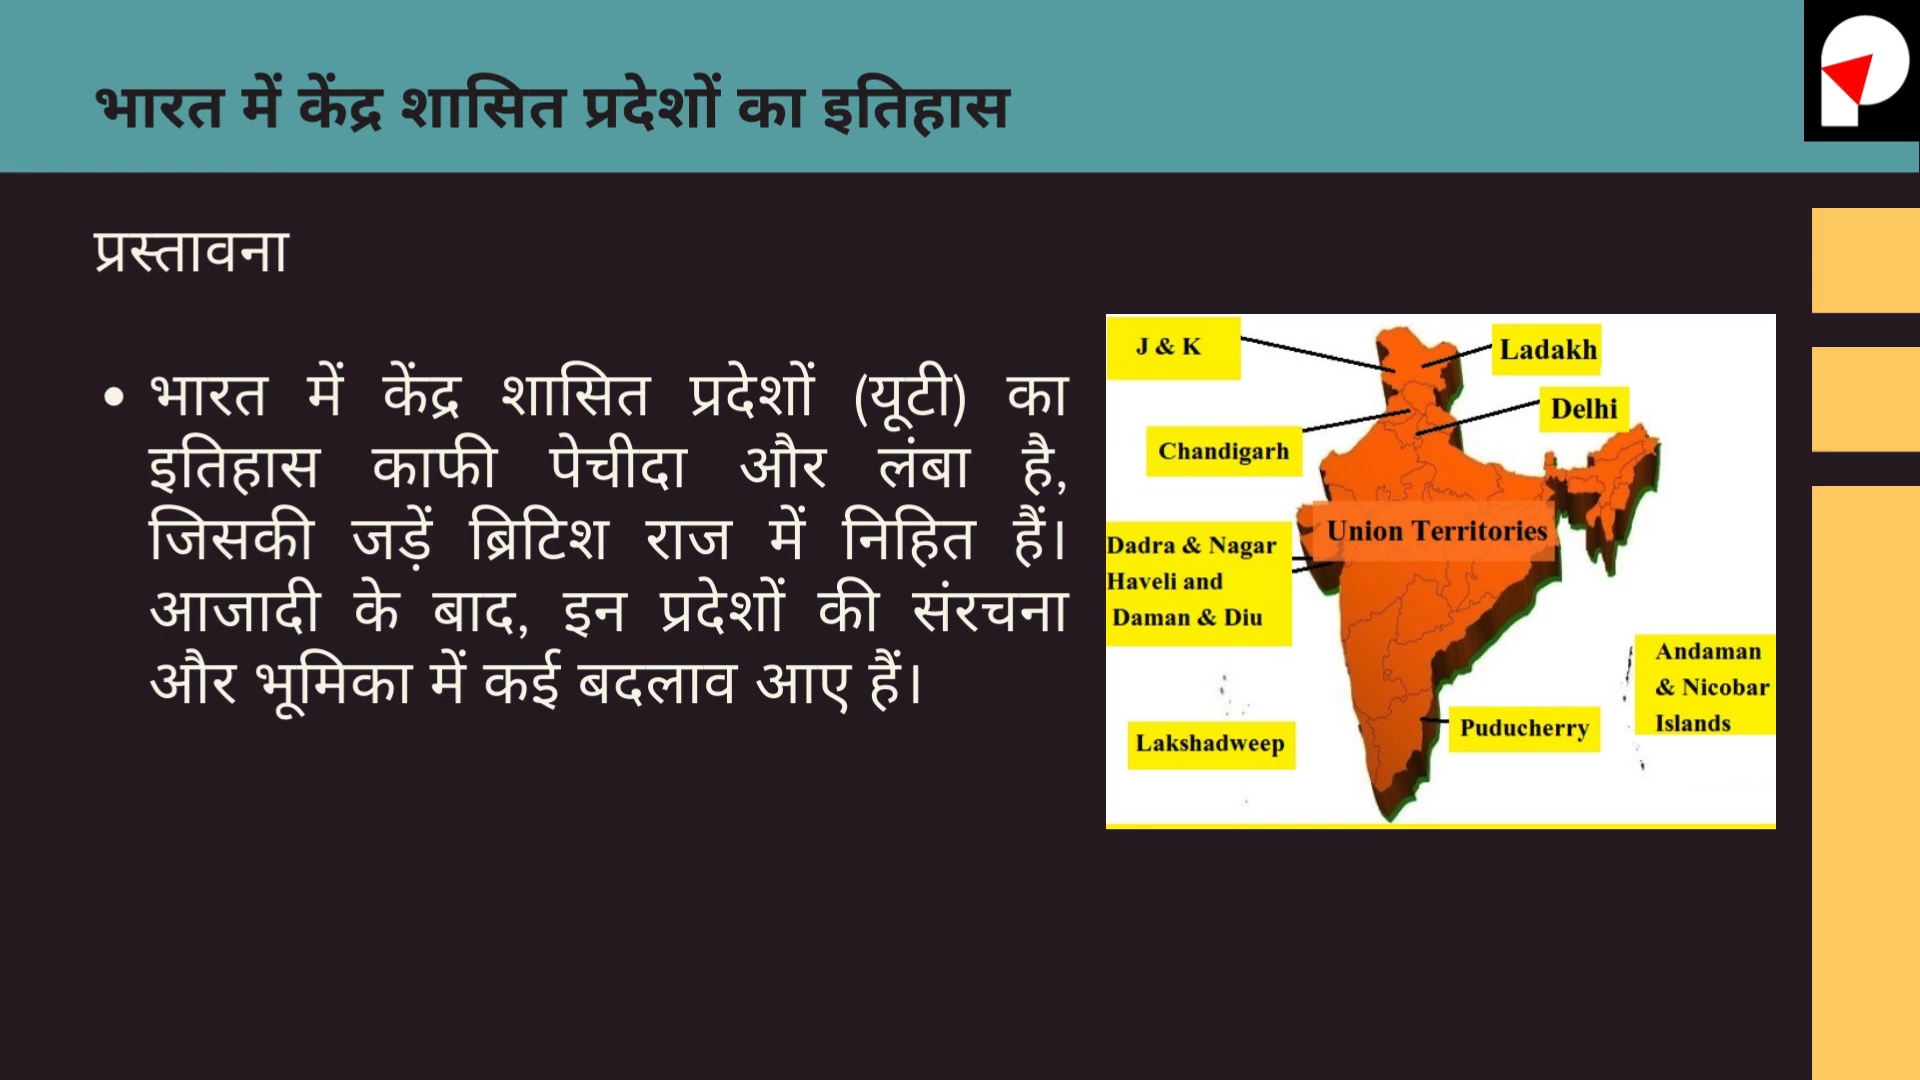 भारत में केंद्र शासित प्रदेशों का इतिहास
प्रस्तावना
• भारत में केंद्र शासित प्रदेशों (यूटी) का
इतिहास काफी पेचीदा और लंबा है,
जिसकी जड़ें ब्रिटिश राज में निहित हैं।
आजादी के बाद, इन प्रदेशों की संरचना
और भूमिका में कई बदलाव आए हैं।
J & K
Ladakh
Delhi
Chandigarh
Union Territories
Dadra & Nagar
Haveli and
Daman & Diu
Andaman
& Nicobar
Islands
Puducherry
Lakshadweep